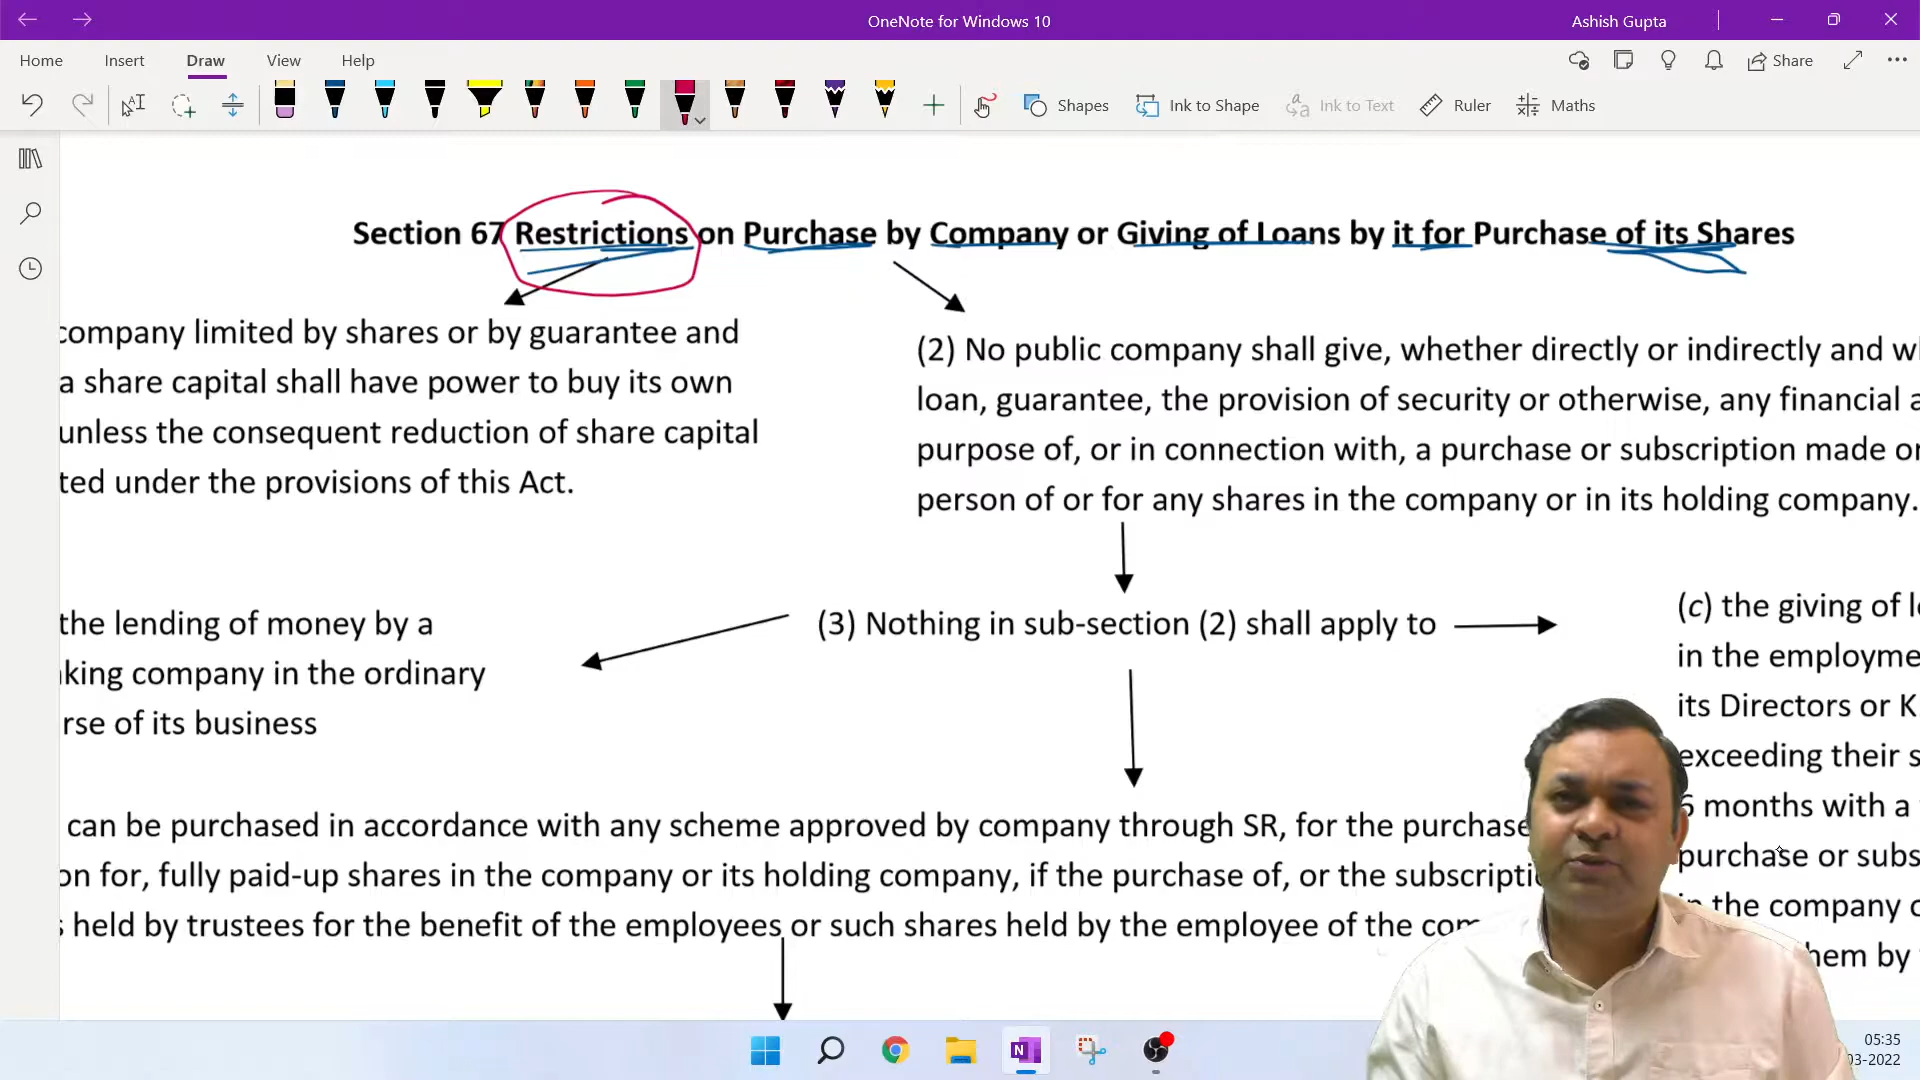 OneNote for Windows 10
Ashish Gupta
Home Insert Draw View Help
Share
Shapes Ink to Shape Ink to Text Ruler Maths
Section 67 Restrictions on Purchase by Company or Giving of Loans by it for Purchase of its Shares
company limited by shares or by guarantee and
a share capital shall have power to buy its own
unless the consequent reduction of share capital
ted under the provisions of this Act.
(2) No public company shall give, whether directly or indirectly and w
loan, guarantee, the provision of security or otherwise, any financial a
purpose of, or in connection with, a purchase or subscription made or
person of or for any shares in the company or in its holding company.
the lending of money by a
king company in the ordinary
rse of its business
(3) Nothing in sub-section (2) shall apply to
(c) the giving of l
in the employme
its Directors or K
exceeding their s
6 months with a
purchase or subs
the company
hem by
can be purchased in accordance with any scheme approved by company through SR, for the purchase
on for, fully paid-up shares in the company or its holding company, if the purchase of, or the subscripti
held by trustees for the benefit of the employees or such shares held by the employee of the com
05:35
03-2022